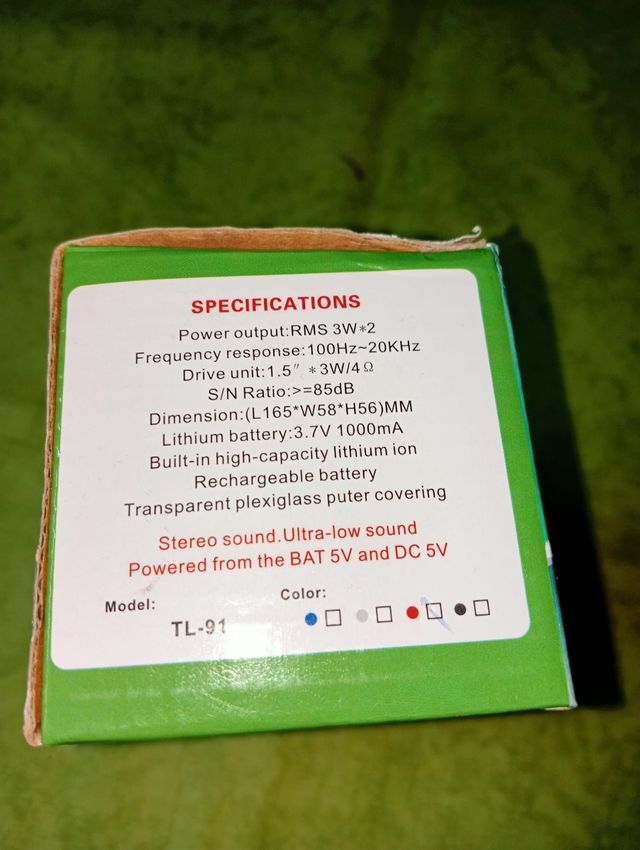 SPECIFICATIONS
Power output:RMS 3W*2
Frequency response:100Hz~20KHz
Drive unit:1.5″ *3W/4Ω
S/N Ratio:>=85dB
Dimension:(L165*W58*H56)MM
Lithium battery:3.7V 1000mA
Built-in high-capacity lithium ion
Rechargeable battery
Transparent plexiglass puter covering
Stereo sound.Ultra-low sound
Powered from the BAT 5V and DC 5V
Model:
Color:
TL-91